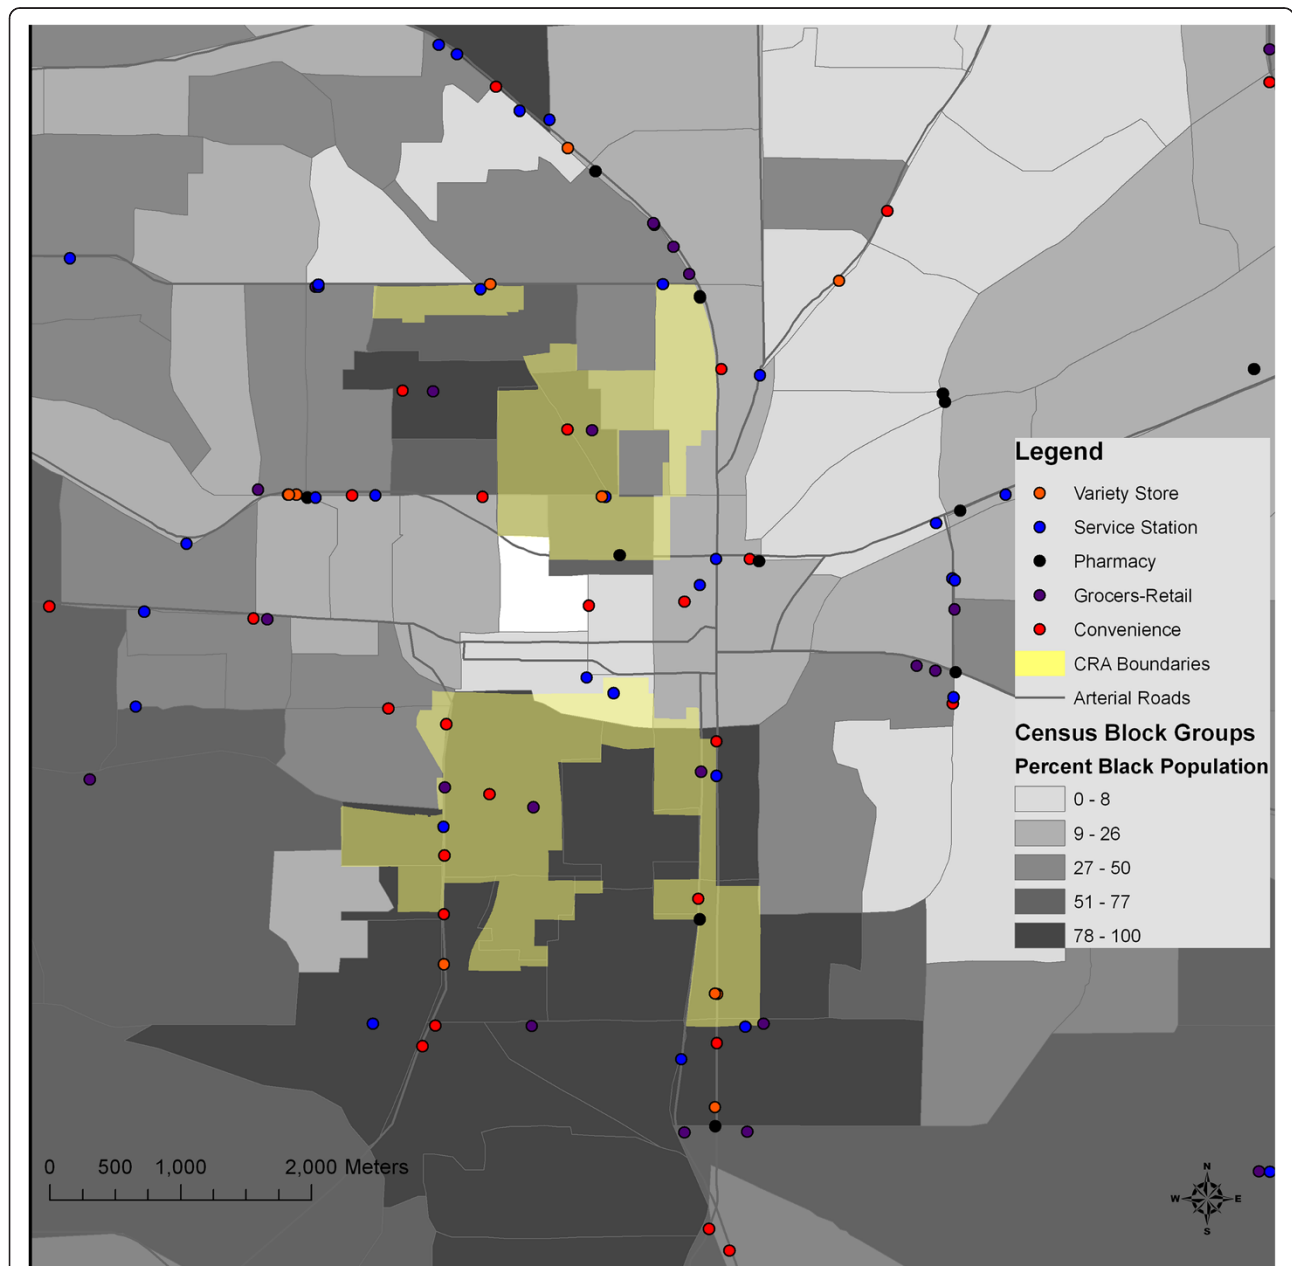 Legend
Variety Store
Service Station
Pharmacy
Grocers-Retail
Convenience
CRA Boundaries
Arterial Roads
Census Block Groups
Percent Black Population
0 - 8
9 - 26
27 - 50
51 - 77
78 - 100
0 500 1,000 2,000 Meters
N
W E
S